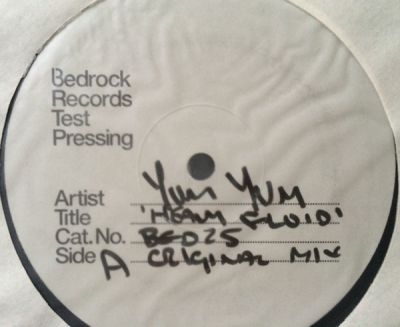 Bedrock
Records
Test
Pressing
Artist YUM YUM
Title 'HEAVY FLUID'
Cat.No. BED25
Side A ORIGINAL MIX